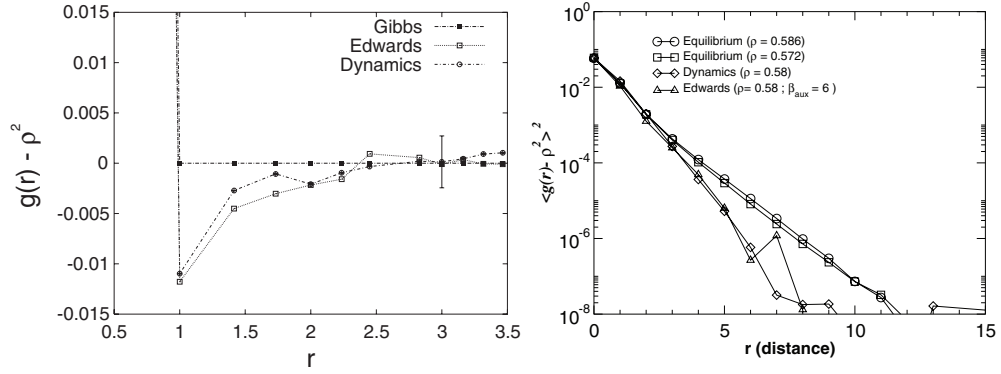 0.015
0.01
0.005
0
-0.005
-0.01
-0.015
g(r) - ρ²
Gibbs
Edwards
Dynamics
0.5 1 1.5 2 2.5 3 3.5
r
10⁰
10⁻²
10⁻⁴
10⁻⁶
10⁻⁸
<g(r)- ρ²>²
Equilibrium (ρ = 0.586)
Equilibrium (ρ = 0.572)
Dynamics (ρ = 0.58)
Edwards (ρ= 0.58 ; βaux = 6 )
0 5 10 15
r (distance)